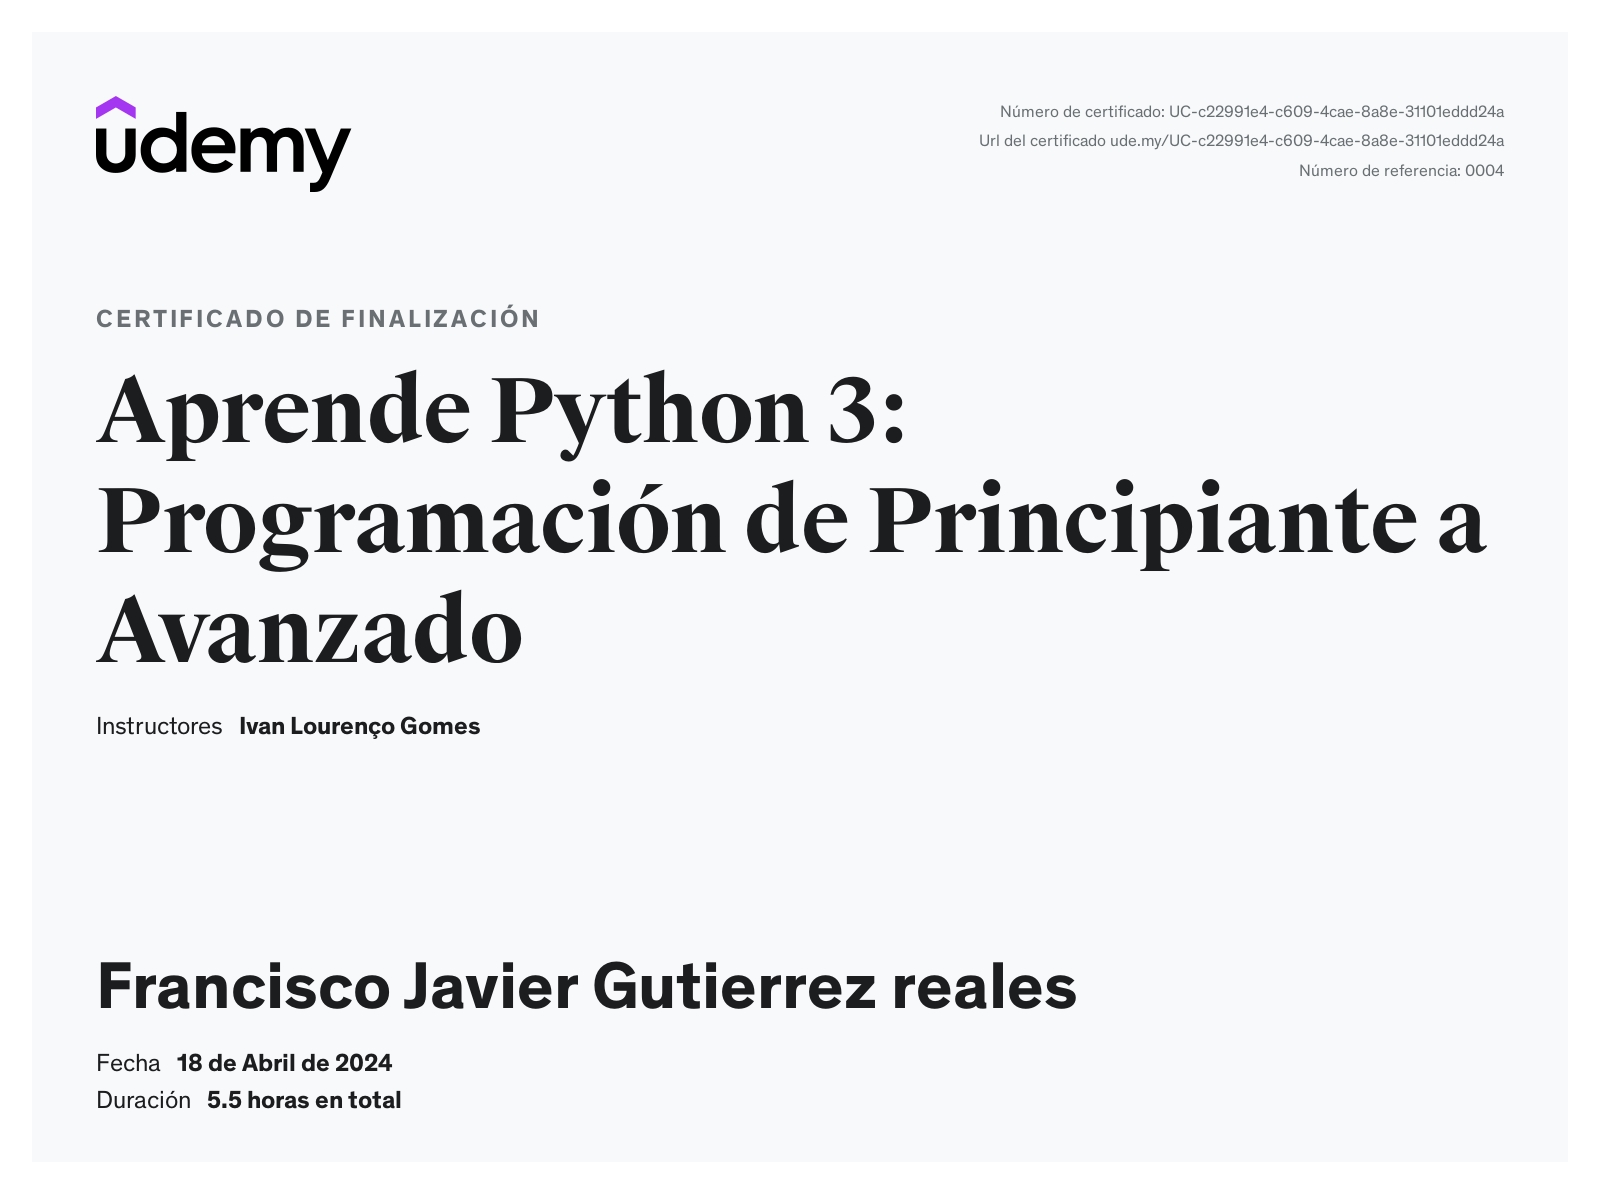 udemy
Número de certificado: UC-c22991e4-c609-4cae-8a8e-31101eddd24a
Url del certificado ude.my/UC-c22991e4-c609-4cae-8a8e-31101eddd24a
Número de referencia: 0004
CERTIFICADO DE FINALIZACIÓN
Aprende Python 3:
Programación de Principiante a
Avanzado
Instructores Ivan Lourenço Gomes
Francisco Javier Gutierrez reales
Fecha 18 de Abril de 2024
Duración 5.5 horas en total